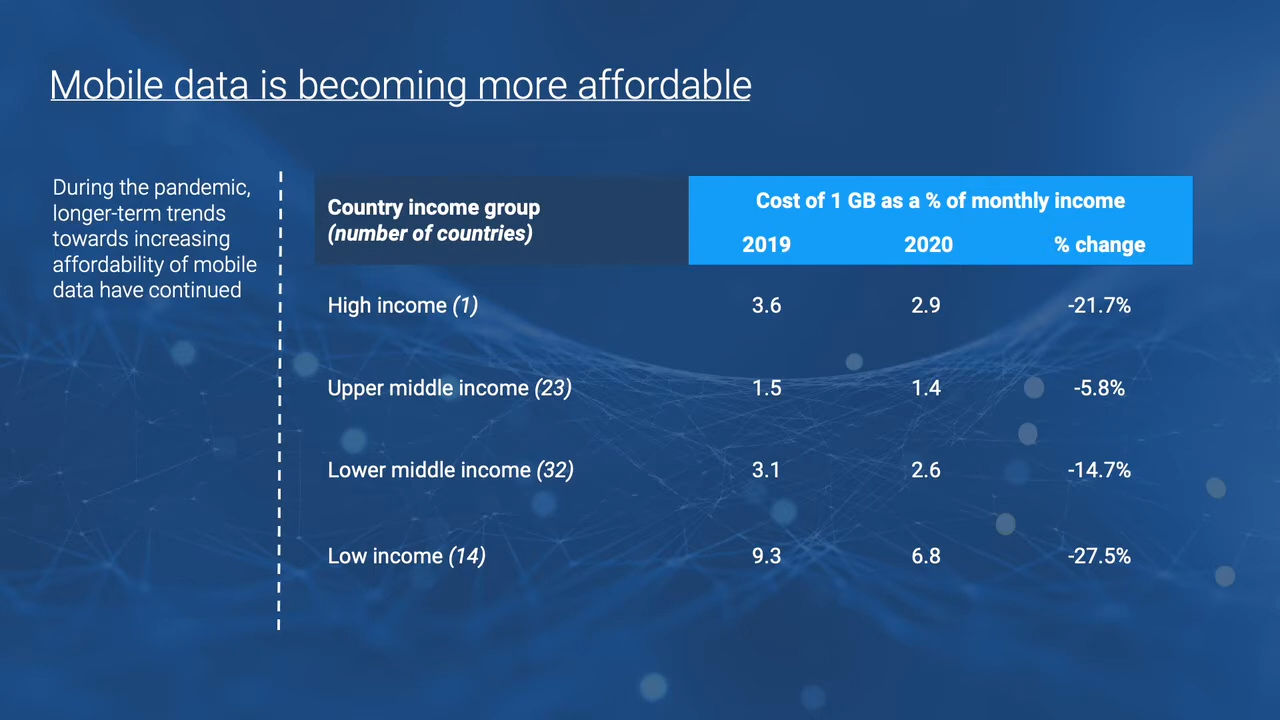 Mobile data is becoming more affordable
During the pandemic,
longer-term trends
towards increasing
affordability of mobile
data have continued
Country income group
(number of countries)
Cost of 1 GB as a % of monthly income
2019 2020 % change
High income (1) 3.6 2.9 -21.7%
Upper middle income (23) 1.5 1.4 -5.8%
Lower middle income (32) 3.1 2.6 -14.7%
Low income (14) 9.3 6.8 -27.5%